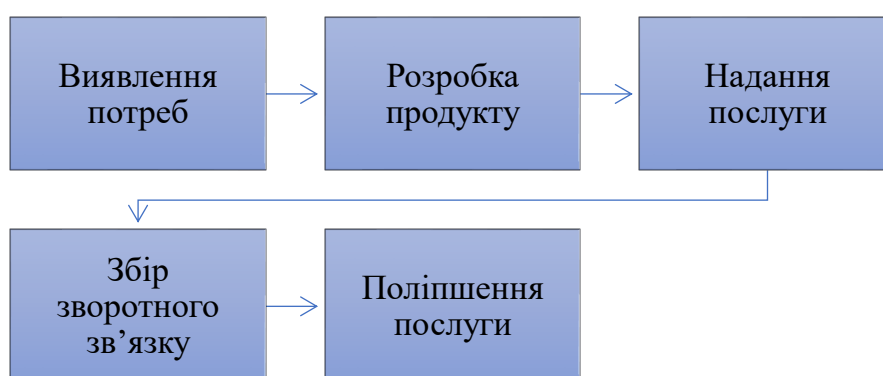 Виявлення
потреб
Розробка
продукту
Надання
послуги
Збір
зворотного
зв’язку
Поліпшення
послуги